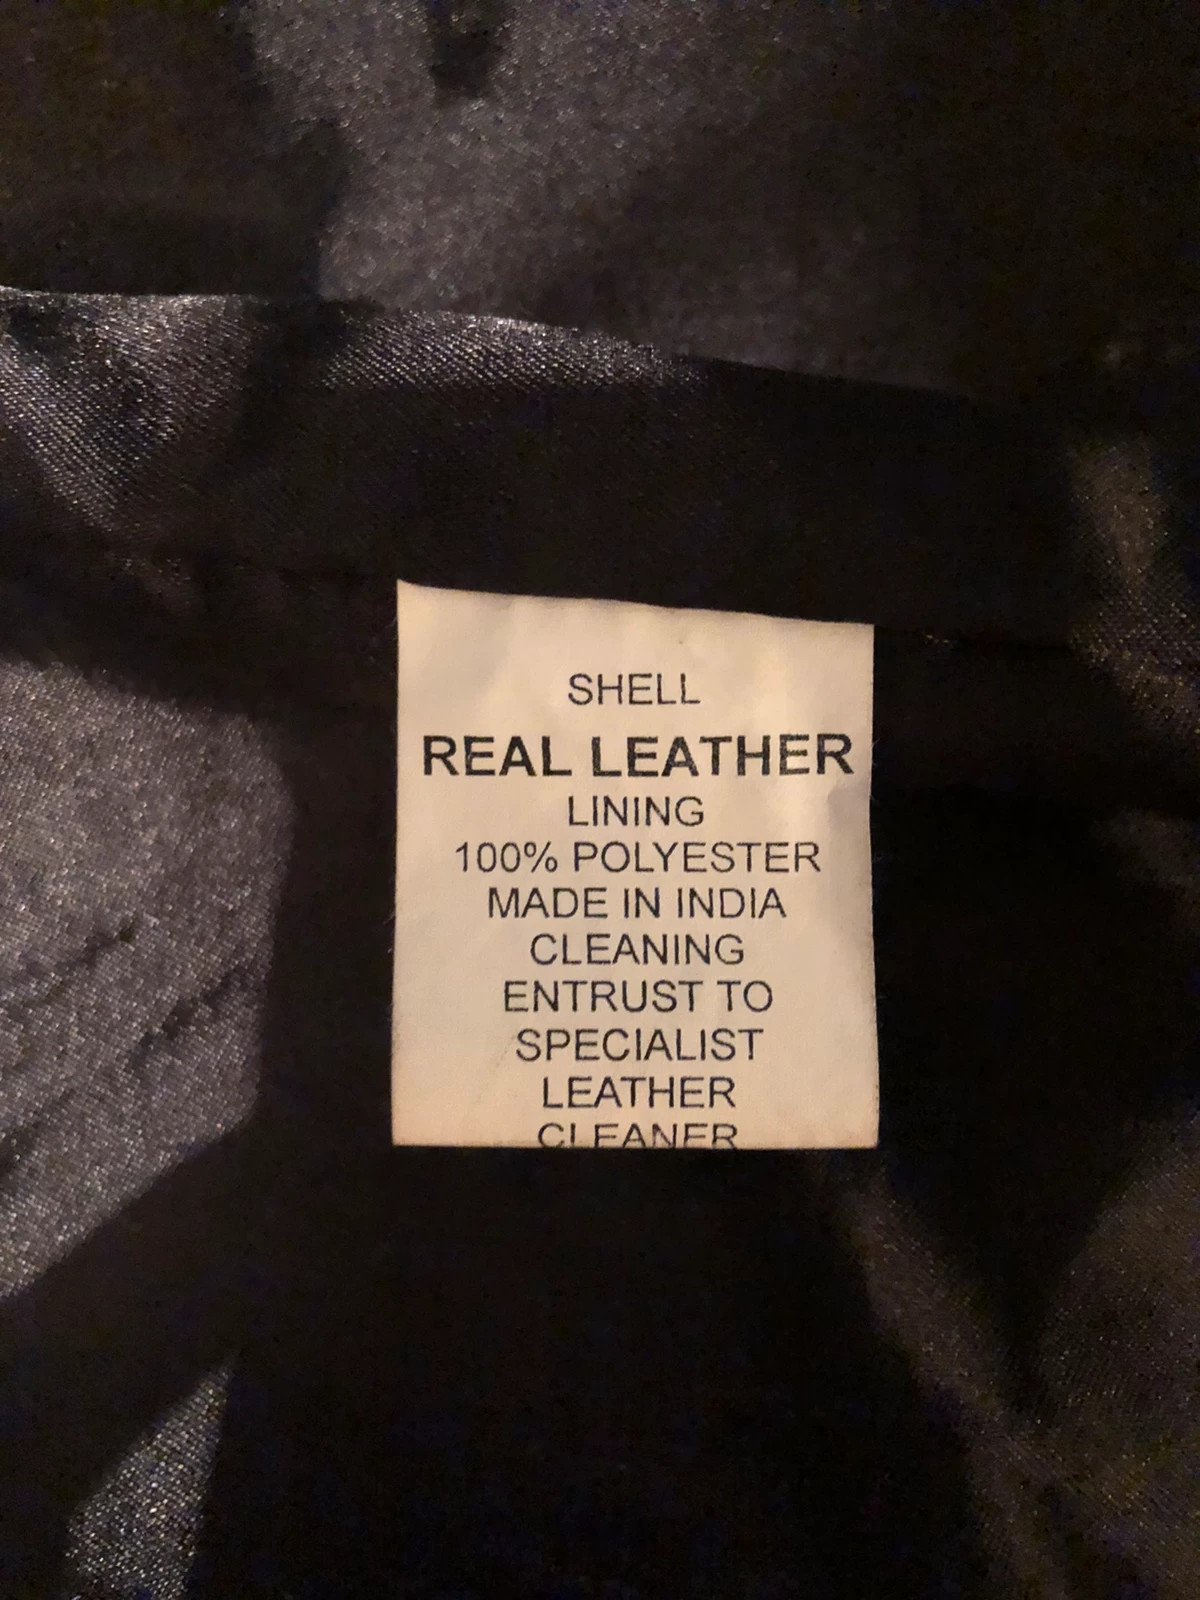 SHELL
REAL LEATHER
LINING
100% POLYESTER
MADE IN INDIA
CLEANING
ENTRUST TO
SPECIALIST
LEATHER
CLEANER